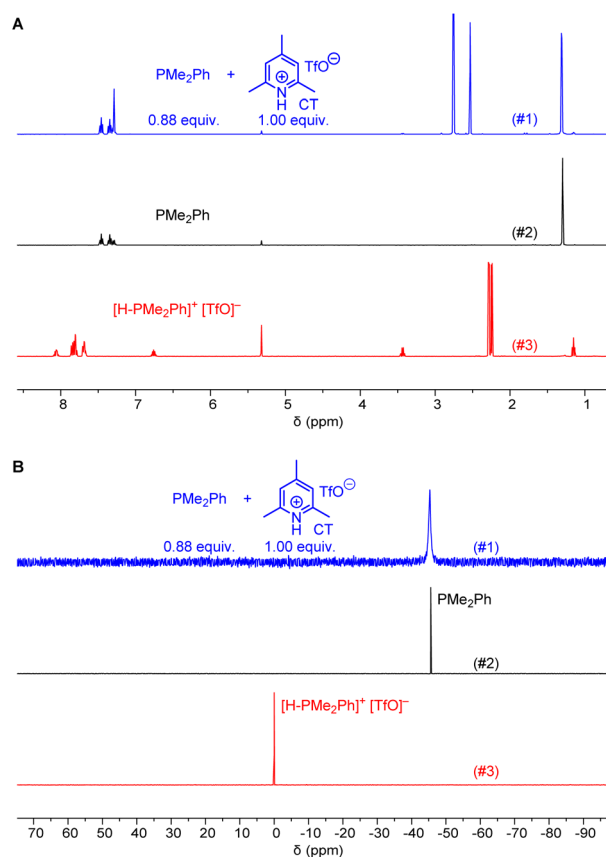 A
PMe₂Ph + TfO⊖
⊕
N
H CT
0.88 equiv. 1.00 equiv.
(#1)
PMe₂Ph
(#2)
[H-PMe₂Ph]⁺ [TfO]⁻
(#3)
8 7 6 5 4 3 2 1
δ (ppm)
B
PMe₂Ph + TfO⊖
⊕
N
H CT
0.88 equiv. 1.00 equiv.
(#1)
PMe₂Ph
(#2)
[H-PMe₂Ph]⁺ [TfO]⁻
(#3)
70 60 50 40 30 20 10 0 -10 -20 -30 -40 -50 -60 -70 -80 -90
δ (ppm)